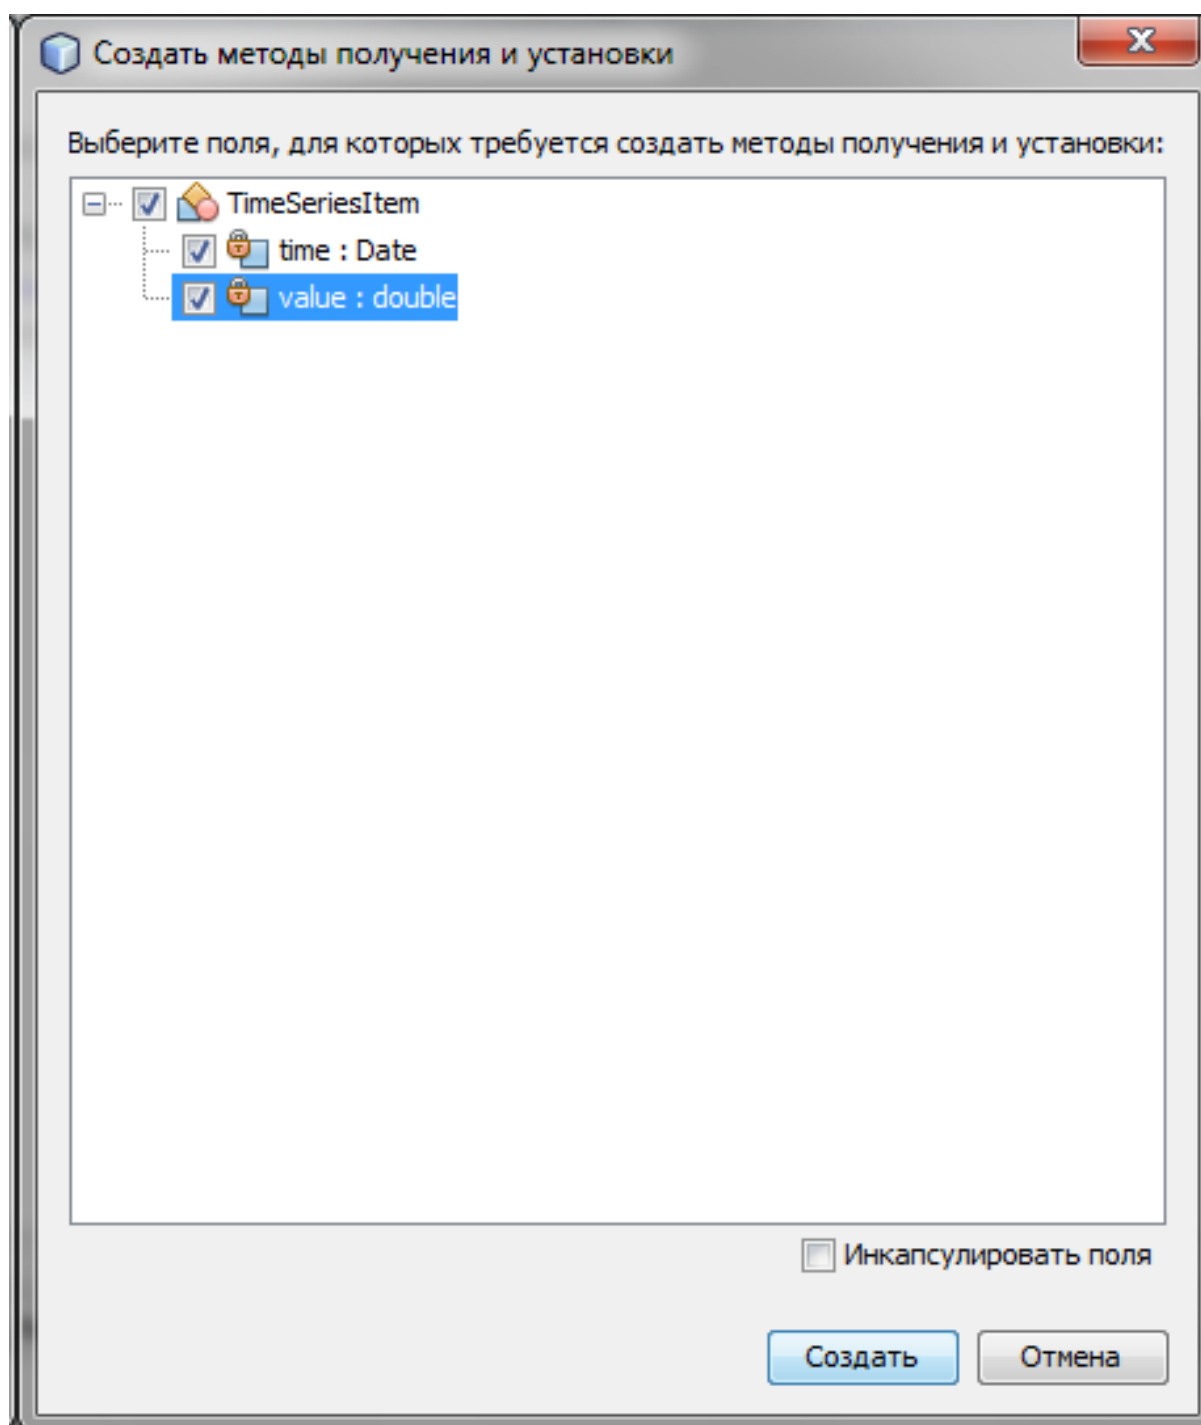 Создать методы получения и установки
Выберите поля, для которых требуется создать методы получения и установки:
TimeSeriesItem
time : Date
value : double
Инкапсулировать поля
Создать
Отмена